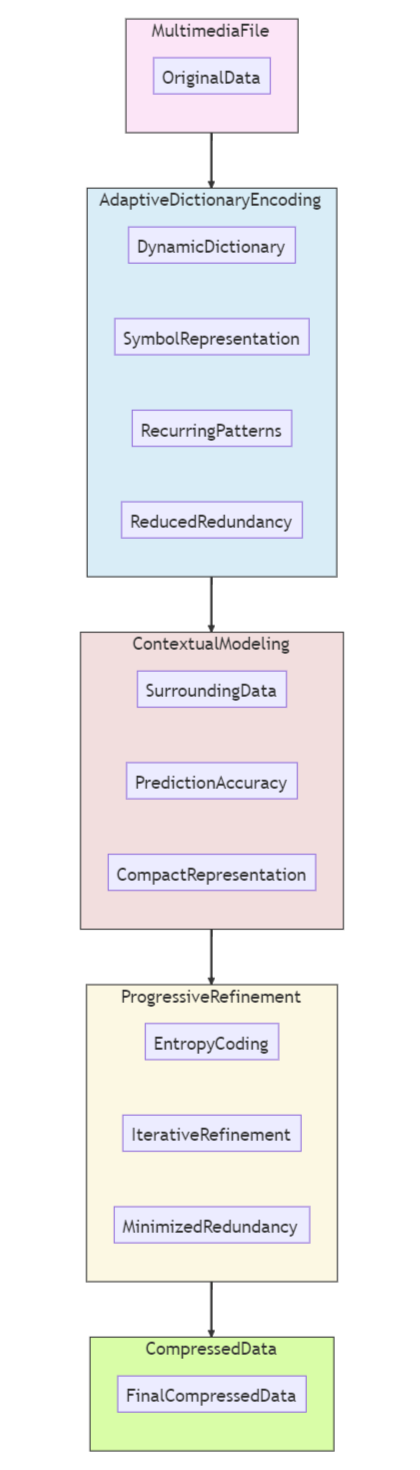 MultimediaFile
OriginalData
AdaptiveDictionaryEncoding
DynamicDictionary
SymbolRepresentation
RecurringPatterns
ReducedRedundancy
ContextualModeling
SurroundingData
PredictionAccuracy
CompactRepresentation
ProgressiveRefinement
EntropyCoding
IterativeRefinement
MinimizedRedundancy
CompressedData
FinalCompressedData